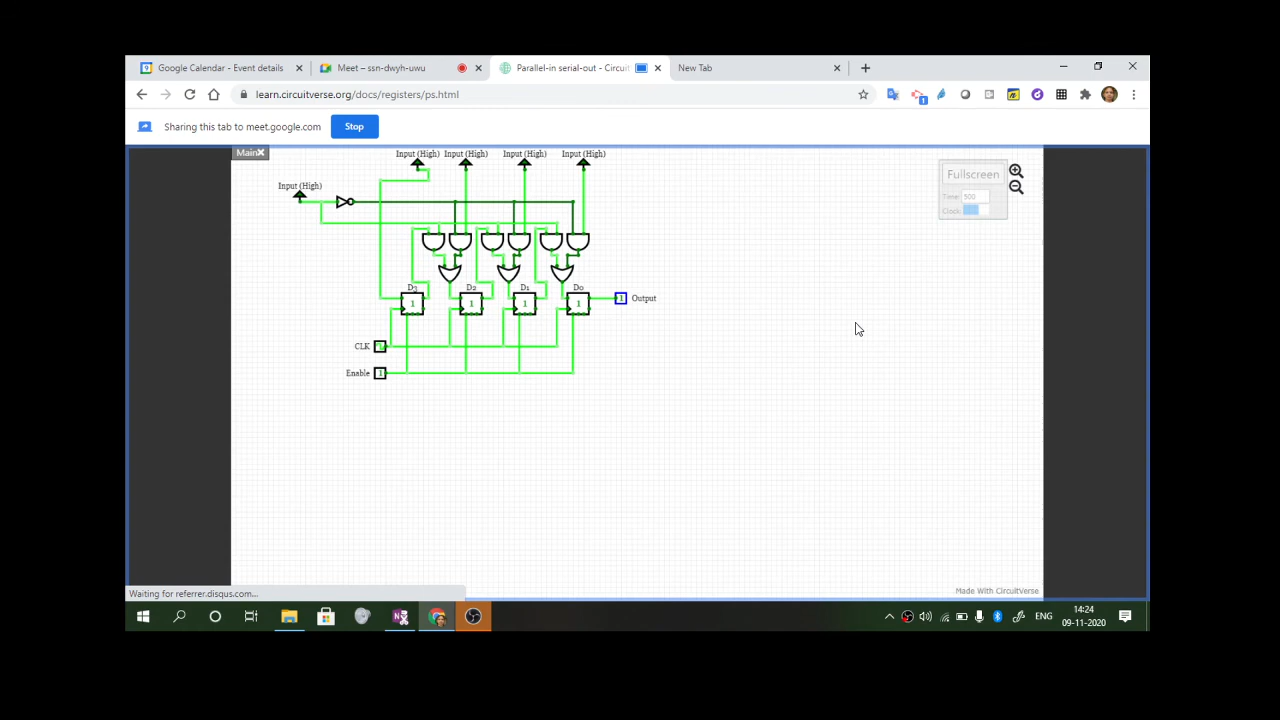 Google Calendar - Event details
Meet – ssn-dwyh-uwu
Parallel-in serial-out - Circuit
New Tab
learn.circuitverse.org/docs/registers/ps.html
1
Sharing this tab to meet.google.com
Stop
Main
Input (High) Input (High) Input (High) Input (High)
Input (High)
Fullscreen
Time: 500
Clock:
D3 D2 D1 D0
1 1 1 1
1 Output
CLK
Enable 1
Made With CircuitVerse
Waiting for referrer.disqus.com...
ENG
14:24
09-11-2020